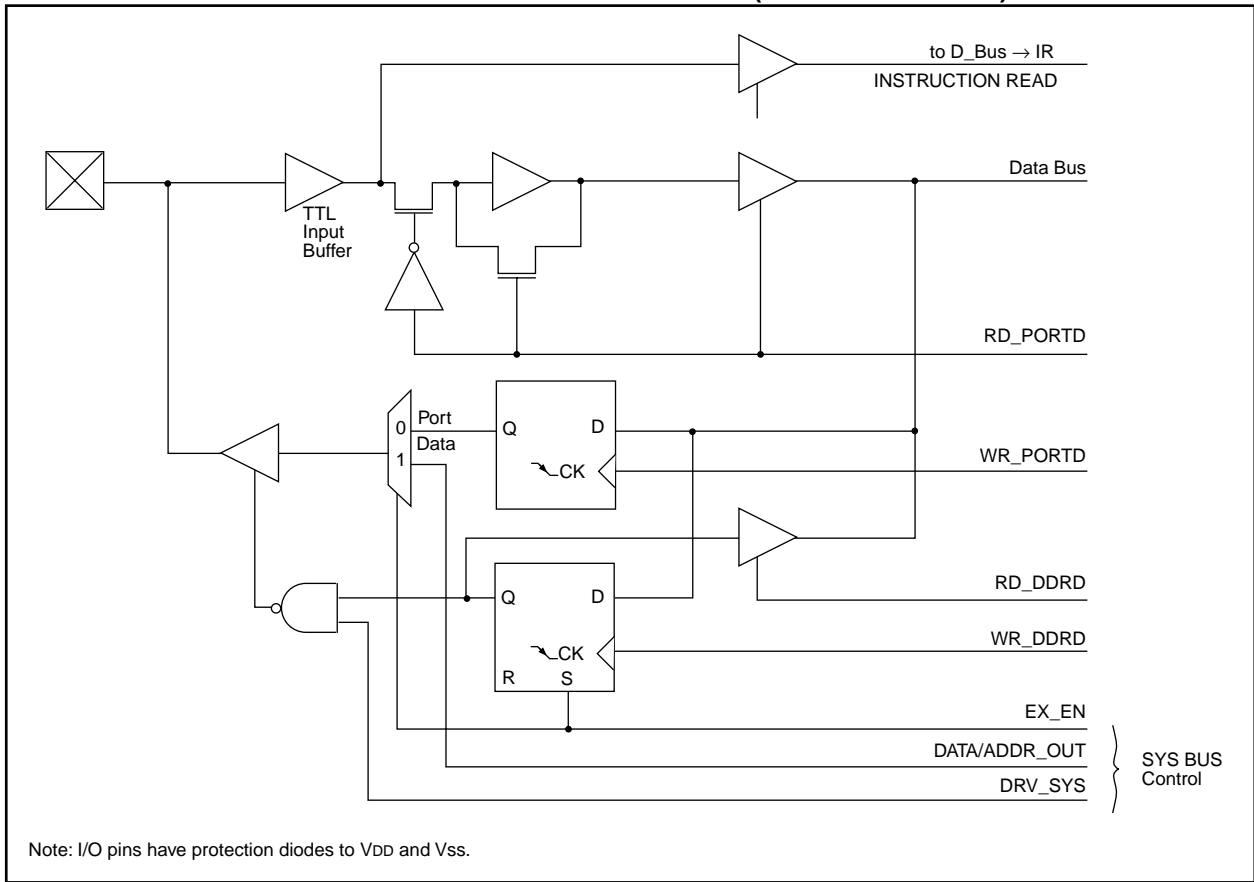 to D_Bus → IR
INSTRUCTION READ
Data Bus
TTL
Input
Buffer
RD_PORTD
0
Port
Data
1
Q
D
CK
WR_PORTD
Q
D
CK
R
S
RD_DDRD
WR_DDRD
EX_EN
DATA/ADDR_OUT
DRV_SYS
SYS BUS
Control
Note: I/O pins have protection diodes to VDD and Vss.